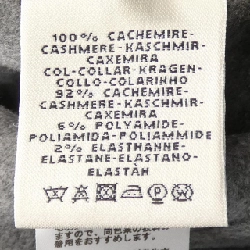 100% CACHEMIRE-
CASHMERE-KASCHMIR-
CAXEMIRA
COL-COLLAR-KRAGEN-
COLLO-COLARINHO
92% CACHEMIRE-
CASHMERE-KASCHMIR-
CAXEMIRA
6% POLYAMIDE-
POLIAMIDA-POLIAMMIDE
2% ELASTHANNE-
ELASTANE-ELASTANO-
ELASTÀH
P